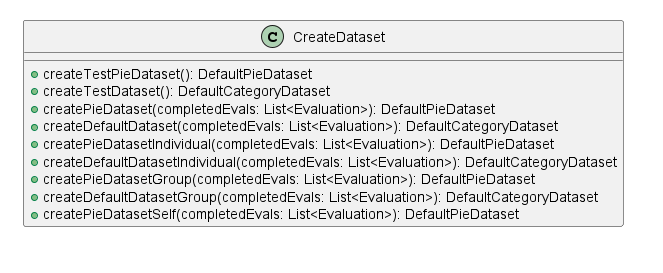 C CreateDataset
createTestPieDataset(): DefaultPieDataset
createTestDataset(): DefaultCategoryDataset
createPieDataset(completedEvals: List<Evaluation>): DefaultPieDataset
createDefaultDataset(completedEvals: List<Evaluation>): DefaultCategoryDataset
createPieDatasetIndividual(completedEvals: List<Evaluation>): DefaultPieDataset
createDefaultDatasetIndividual(completedEvals: List<Evaluation>): DefaultCategoryDataset
createPieDatasetGroup(completedEvals: List<Evaluation>): DefaultPieDataset
createDefaultDatasetGroup(completedEvals: List<Evaluation>): DefaultCategoryDataset
createPieDatasetSelf(completedEvals: List<Evaluation>): DefaultPieDataset